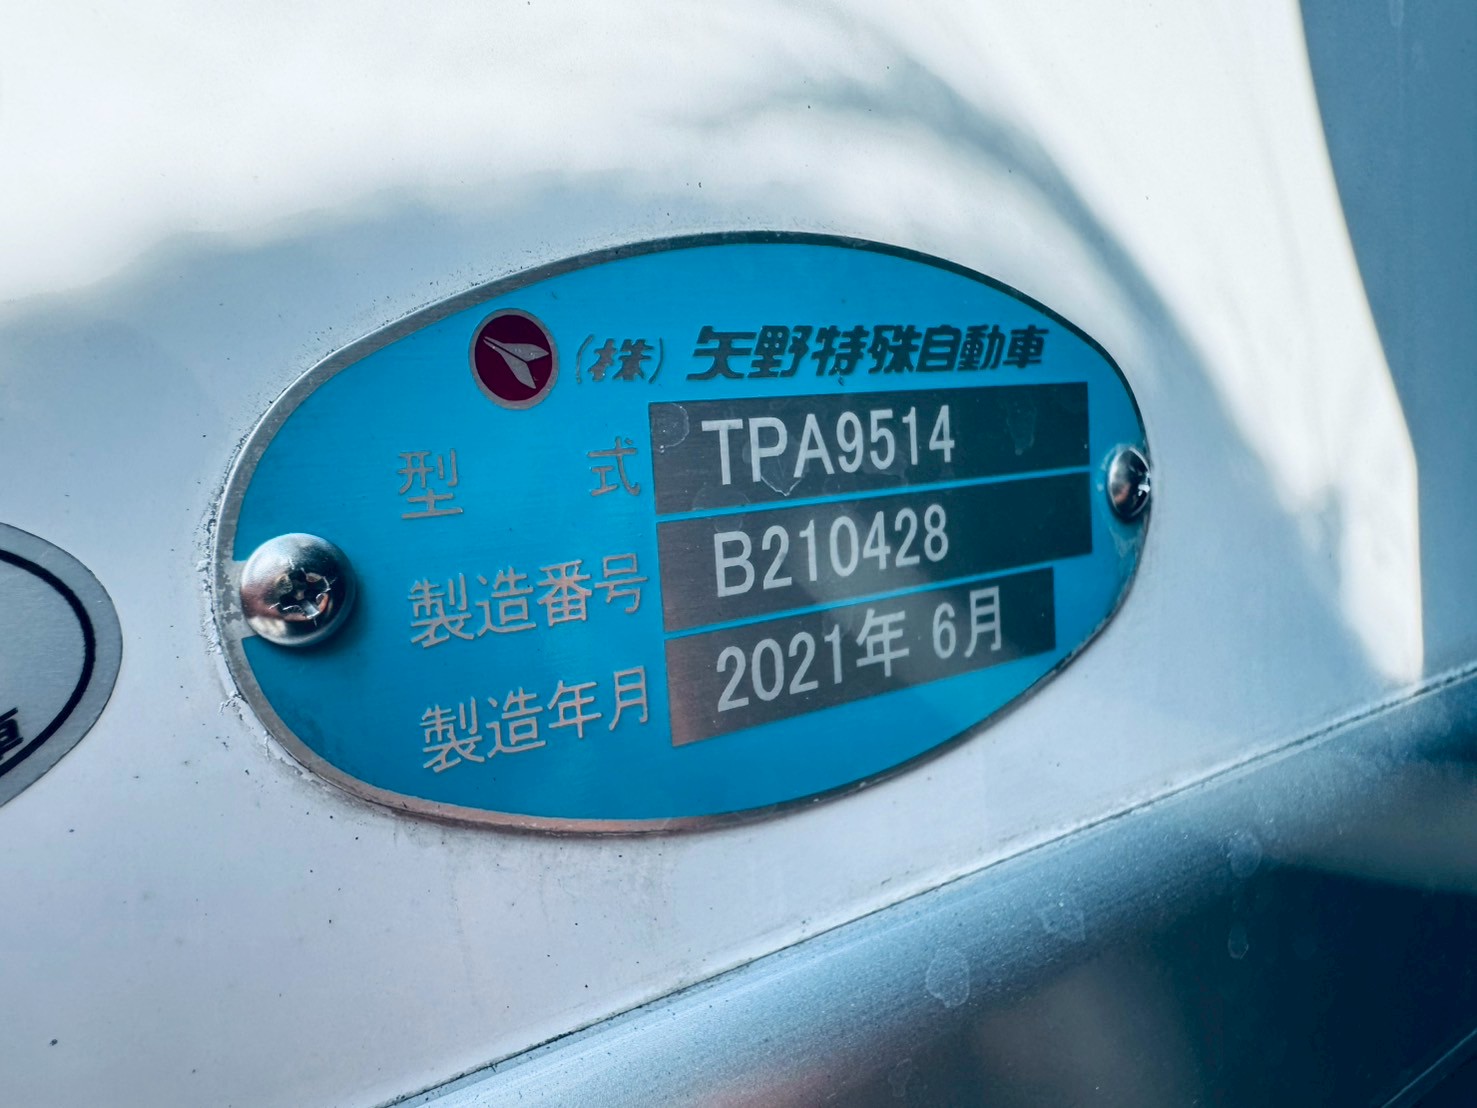 (株) 矢野特殊自動車
型式 TPA9514
製造番号 B210428
製造年月 2021年 6月
車